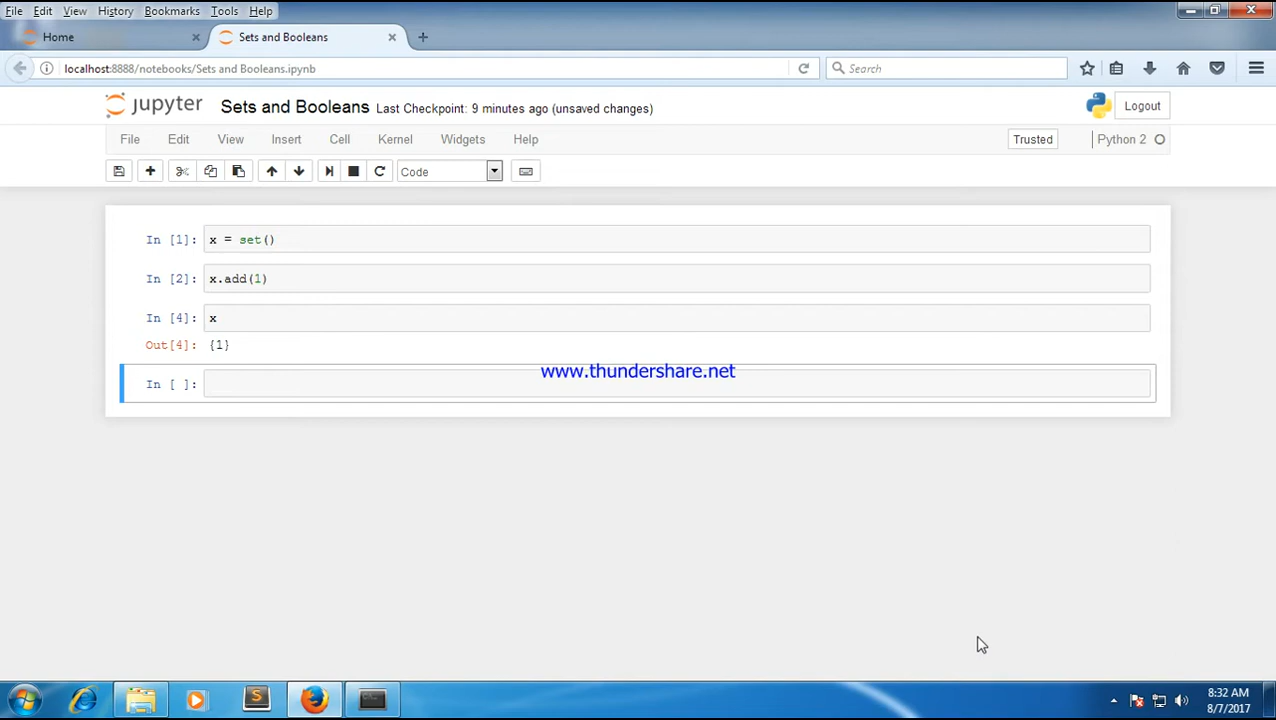 File Edit View History Bookmarks Tools Help
Home
Sets and Booleans
localhost:8888/notebooks/Sets and Booleans.ipynb
Search
jupyter Sets and Booleans Last Checkpoint: 9 minutes ago (unsaved changes)
Logout
File Edit View Insert Cell Kernel Widgets Help
Trusted
Python 2
Code
In [1]: x = set()
In [2]: x.add(1)
In [4]: x
Out[4]: {1}
www.thundershare.net
In [ ]:
8:32 AM
8/7/2017